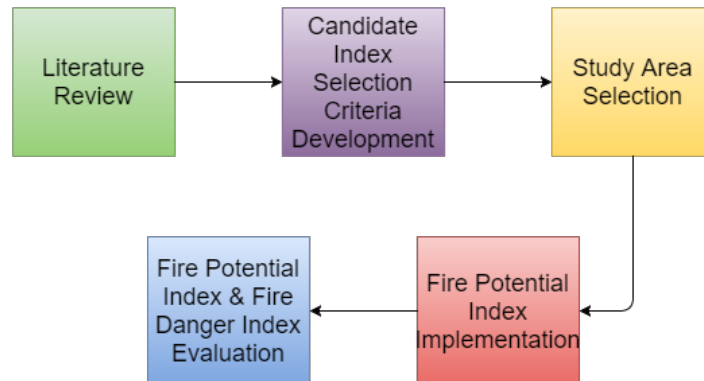 Literature
Review
Candidate
Index
Selection
Criteria
Development
Study Area
Selection
Fire Potential
Index
Implementation
Fire Potential
Index & Fire
Danger Index
Evaluation